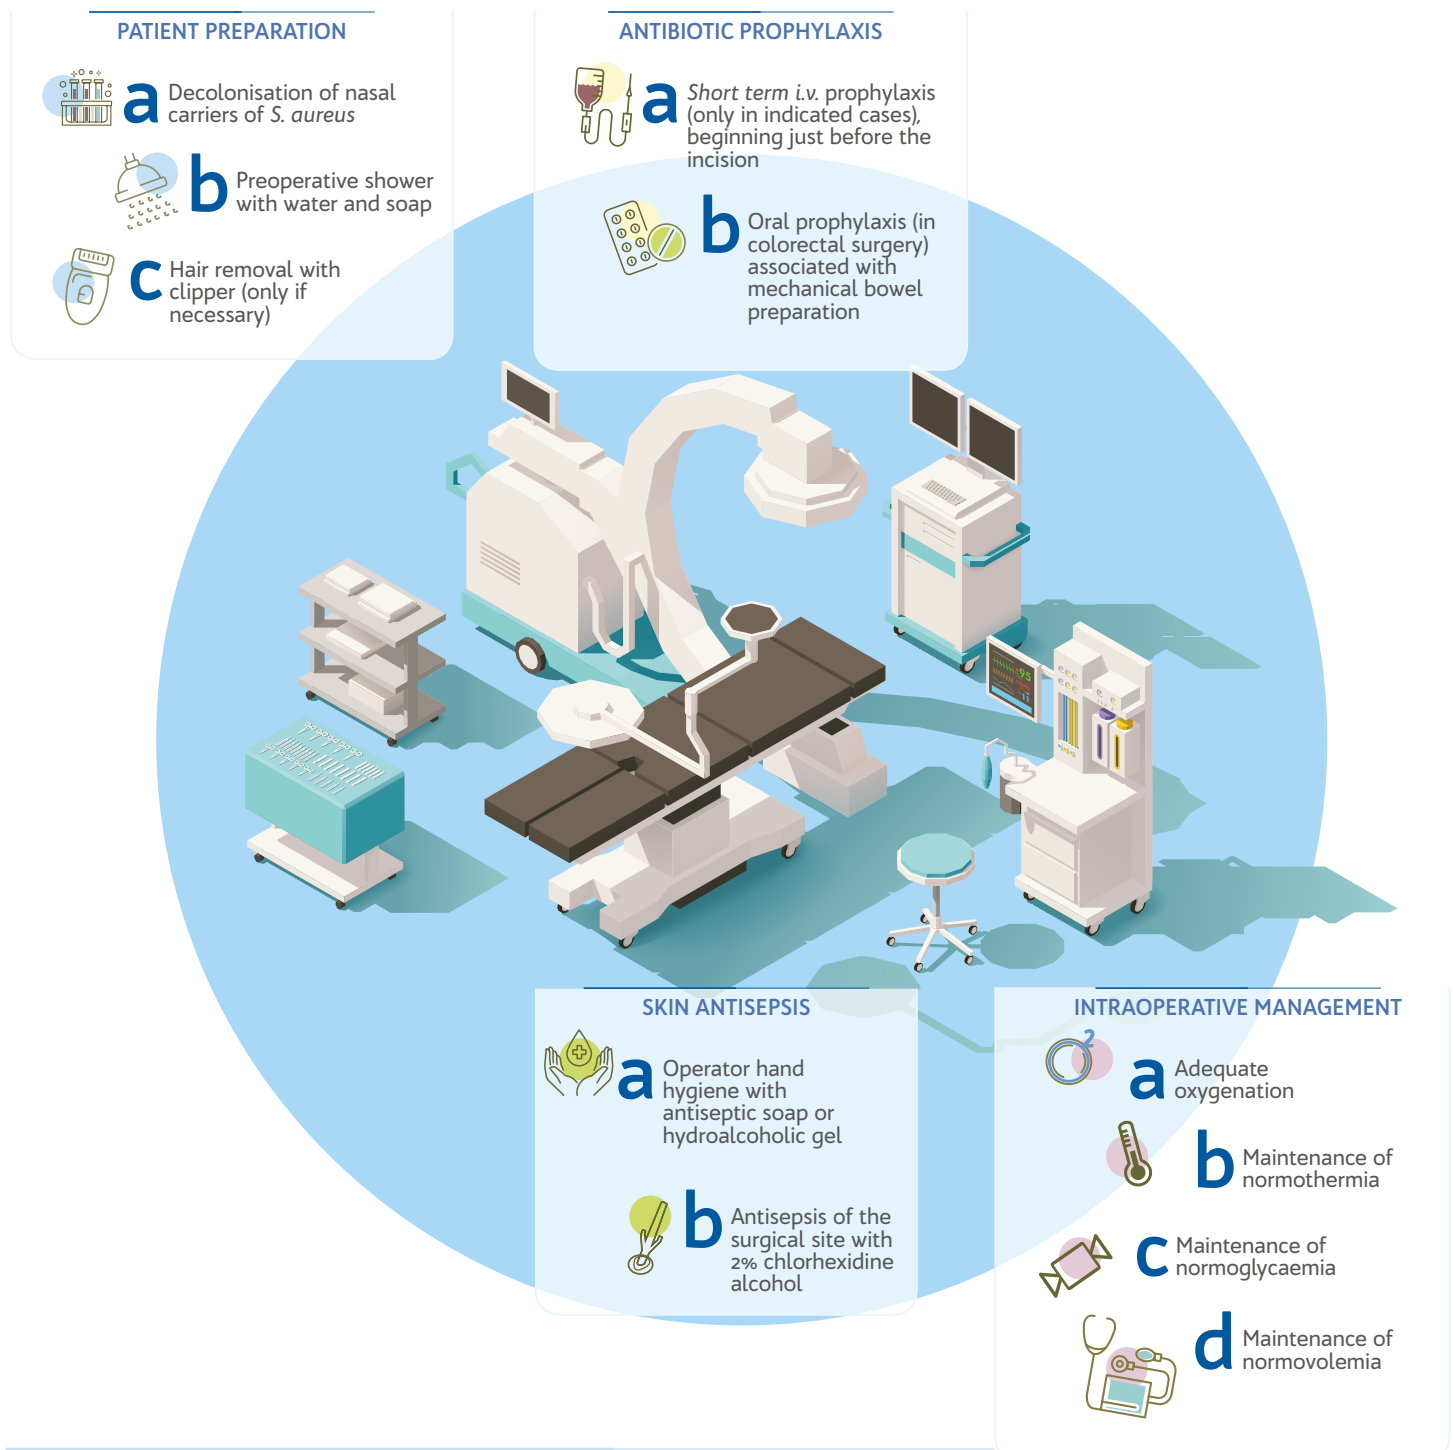 PATIENT PREPARATION
a
Decolonisation of nasal
carriers of S. aureus
b
Preoperative shower
with water and soap
c
Hair removal with
clipper (only if
necessary)
ANTIBIOTIC PROPHYLAXIS
a
Short term i.v. prophylaxis
(only in indicated cases),
beginning just before the
incision
b
Oral prophylaxis (in
colorectal surgery)
associated with
mechanical bowel
preparation
95
11
SKIN ANTISEPSIS
a
Operator hand
hygiene with
antiseptic soap or
hydroalcoholic gel
b
Antisepsis of the
surgical site with
2% chlorhexidine
alcohol
INTRAOPERATIVE MANAGEMENT
2
a
Adequate
oxygenation
b
Maintenance of
normothermia
c
Maintenance of
normoglycaemia
d
Maintenance of
normovolemia